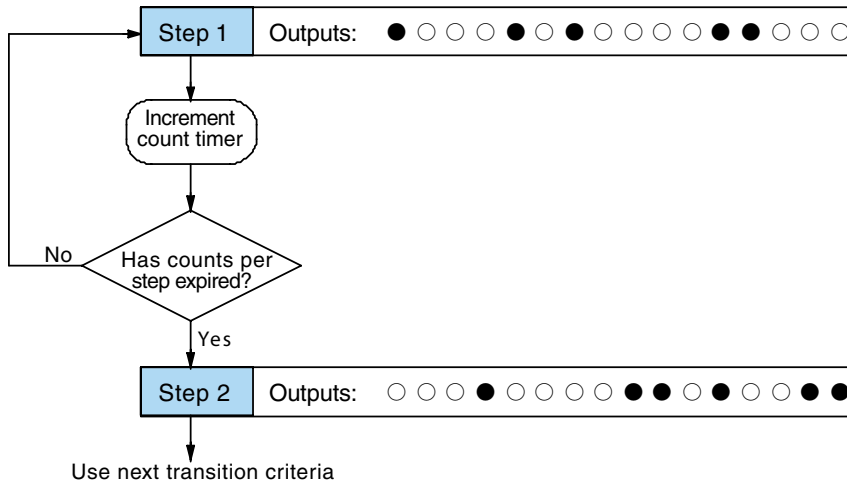 Step 1 Outputs:
Increment
count timer
No
Has counts per
step expired?
Yes
Step 2 Outputs:
Use next transition criteria